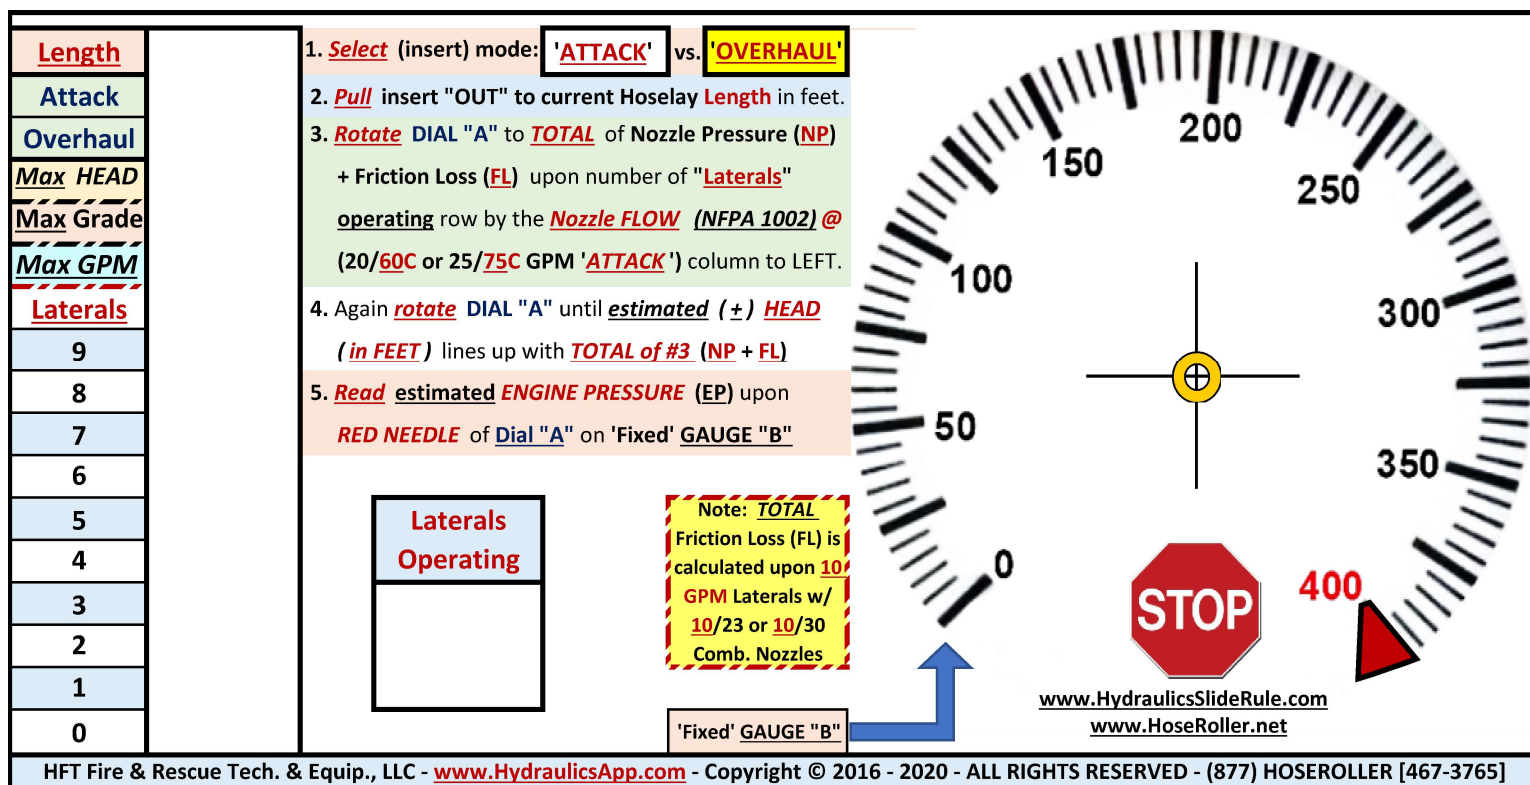 Length
Attack
Overhaul
Max HEAD
Max Grade
Max GPM
Laterals
9
8
7
6
5
4
3
2
1
0
1. Select (insert) mode: 'ATTACK' vs. 'OVERHAUL'
2. Pull insert "OUT" to current Hoselay Length in feet.
3. Rotate DIAL "A" to TOTAL of Nozzle Pressure (NP)
+ Friction Loss (FL) upon number of "Laterals"
operating row by the Nozzle FLOW (NFPA 1002) @
(20/60C or 25/75C GPM 'ATTACK') column to LEFT.
4. Again rotate DIAL "A" until estimated (+) HEAD
(in FEET) lines up with TOTAL of #3 (NP + FL)
5. Read estimated ENGINE PRESSURE (EP) upon
RED NEEDLE of Dial "A" on 'Fixed' GAUGE "B"
Laterals
Operating
Note: TOTAL
Friction Loss (FL) is
calculated upon 10
GPM Laterals w/
10/23 or 10/30
Comb. Nozzles
'Fixed' GAUGE "B"
0
50
100
150
200
250
300
350
400
STOP
www.HydraulicsSlideRule.com
www.HoseRoller.net
HFT Fire & Rescue Tech. & Equip., LLC - www.HydraulicsApp.com - Copyright © 2016 - 2020 - ALL RIGHTS RESERVED - (877) HOSEROLLER [467-3765]